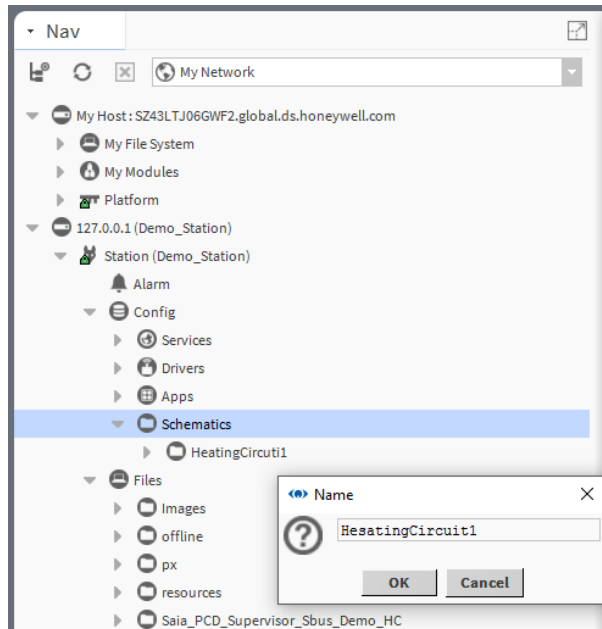 Nav
My Network
My Host : SZ43LTJ06GWF2.global.ds.honeywell.com
My File System
My Modules
Platform
127.0.0.1 (Demo_Station)
Station (Demo_Station)
Alarm
Config
Services
Drivers
Apps
Schematics
HeatingCircuti1
Files
Images
offline
px
resources
Saia_PCD_Supervisor_Sbus_Demo_HC
Name
HesatingCircuit1
OK Cancel